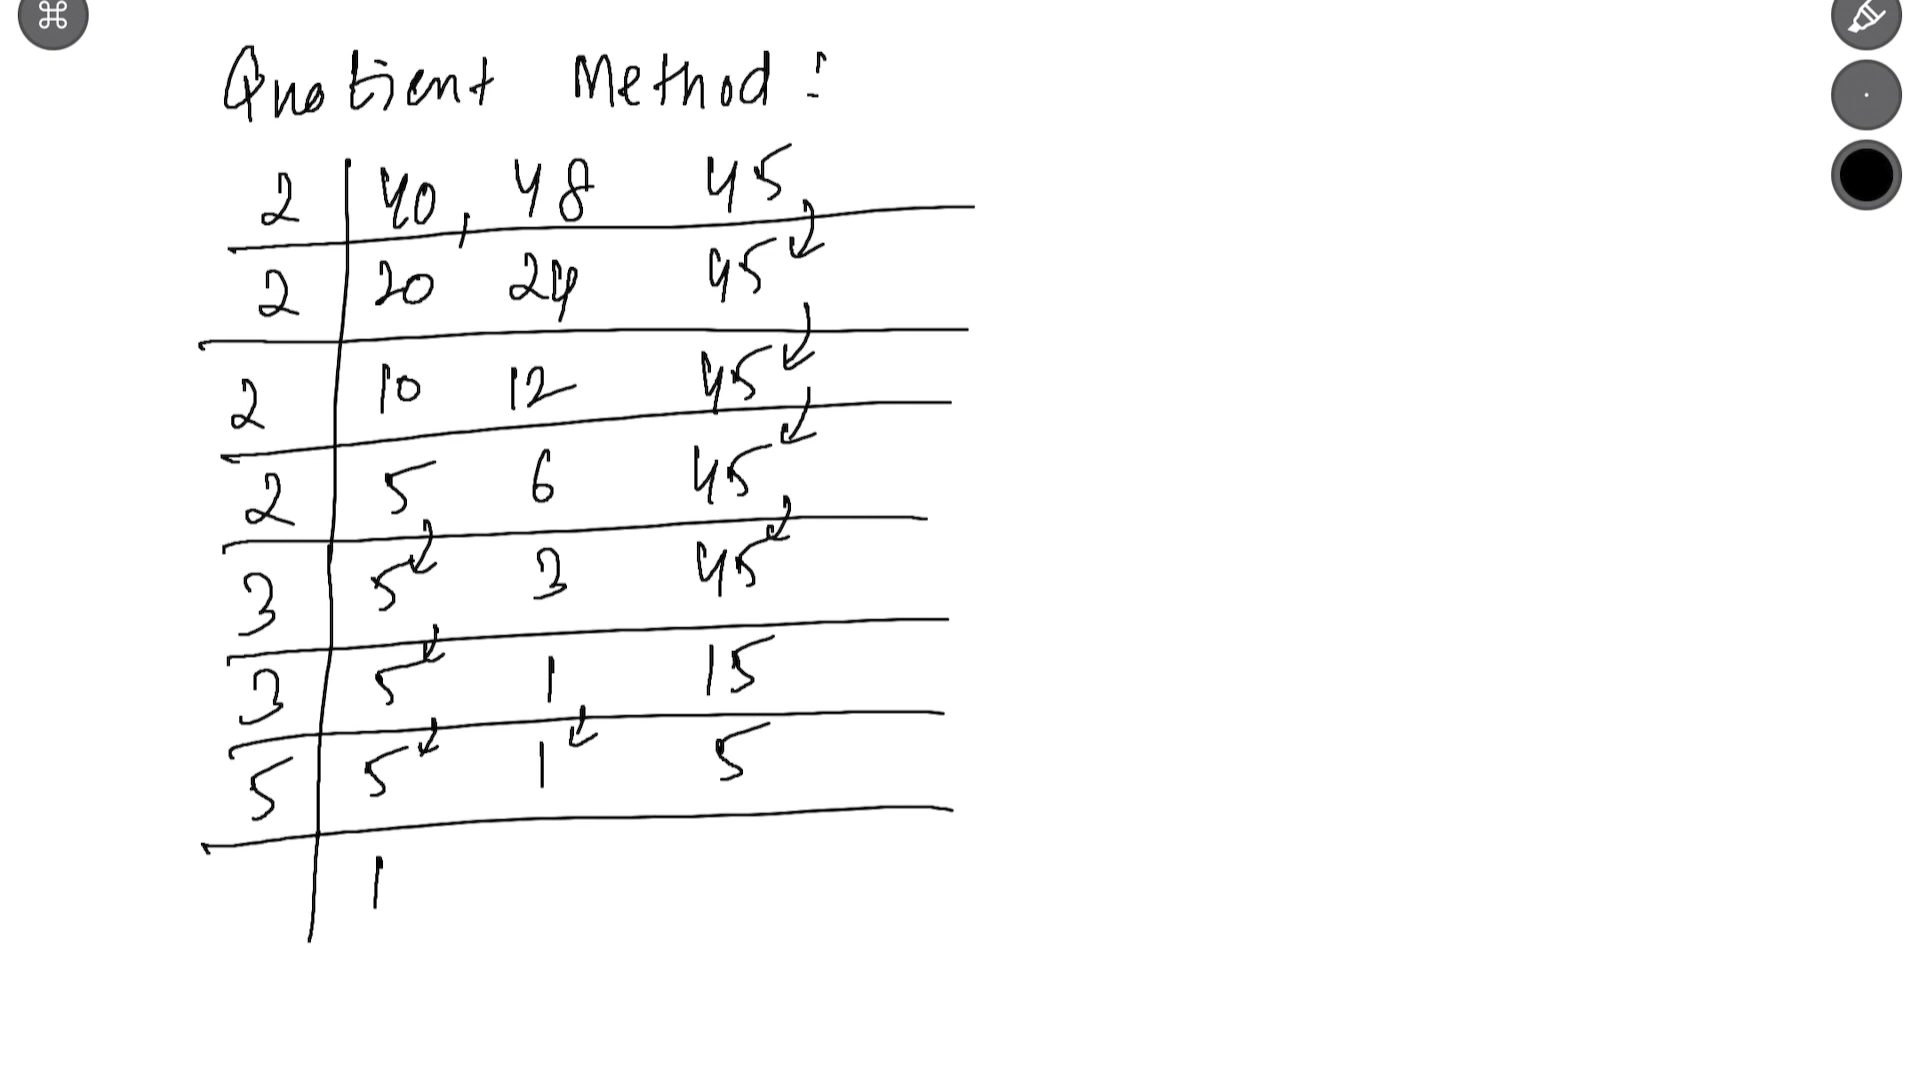 Quotient Method :
2 | 40, 48 45
2 | 20 24 45
2 | 10 12 45
2 | 5 6 45
3 | 5 3 45
3 | 5 1 15
5 | 5 1 5
| 1